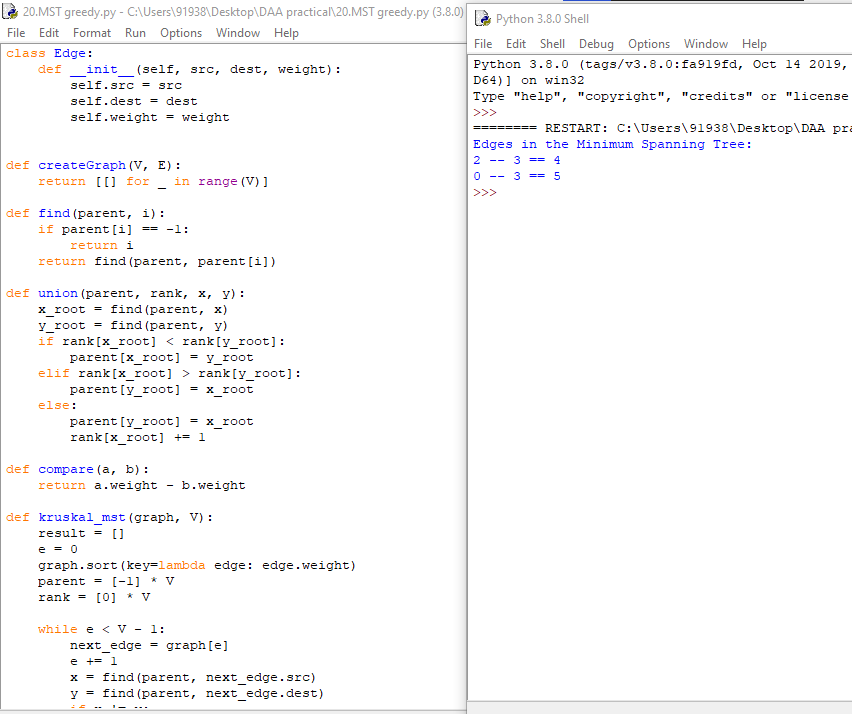 20.MST greedy.py - C:\Users\91938\Desktop\DAA practical\20.MST greedy.py (3.8.0)
File Edit Format Run Options Window Help
class Edge:
    def __init__(self, src, dest, weight):
        self.src = src
        self.dest = dest
        self.weight = weight
def createGraph(V, E):
    return [[] for _ in range(V)]
def find(parent, i):
    if parent[i] == -1:
        return i
    return find(parent, parent[i])
def union(parent, rank, x, y):
    x_root = find(parent, x)
    y_root = find(parent, y)
    if rank[x_root] < rank[y_root]:
        parent[x_root] = y_root
    elif rank[x_root] > rank[y_root]:
        parent[y_root] = x_root
    else:
        parent[y_root] = x_root
        rank[x_root] += 1
def compare(a, b):
    return a.weight - b.weight
def kruskal_mst(graph, V):
    result = []
    e = 0
    graph.sort(key=lambda edge: edge.weight)
    parent = [-1] * V
    rank = [0] * V
    while e < V - 1:
        next_edge = graph[e]
        e += 1
        x = find(parent, next_edge.src)
        y = find(parent, next_edge.dest)
Python 3.8.0 Shell
File Edit Shell Debug Options Window Help
Python 3.8.0 (tags/v3.8.0:fa919fd, Oct 14 2019,
D64)] on win32
Type "help", "copyright", "credits" or "license
>>>
======== RESTART: C:\Users\91938\Desktop\DAA pra
Edges in the Minimum Spanning Tree:
2 -- 3 == 4
0 -- 3 == 5
>>>